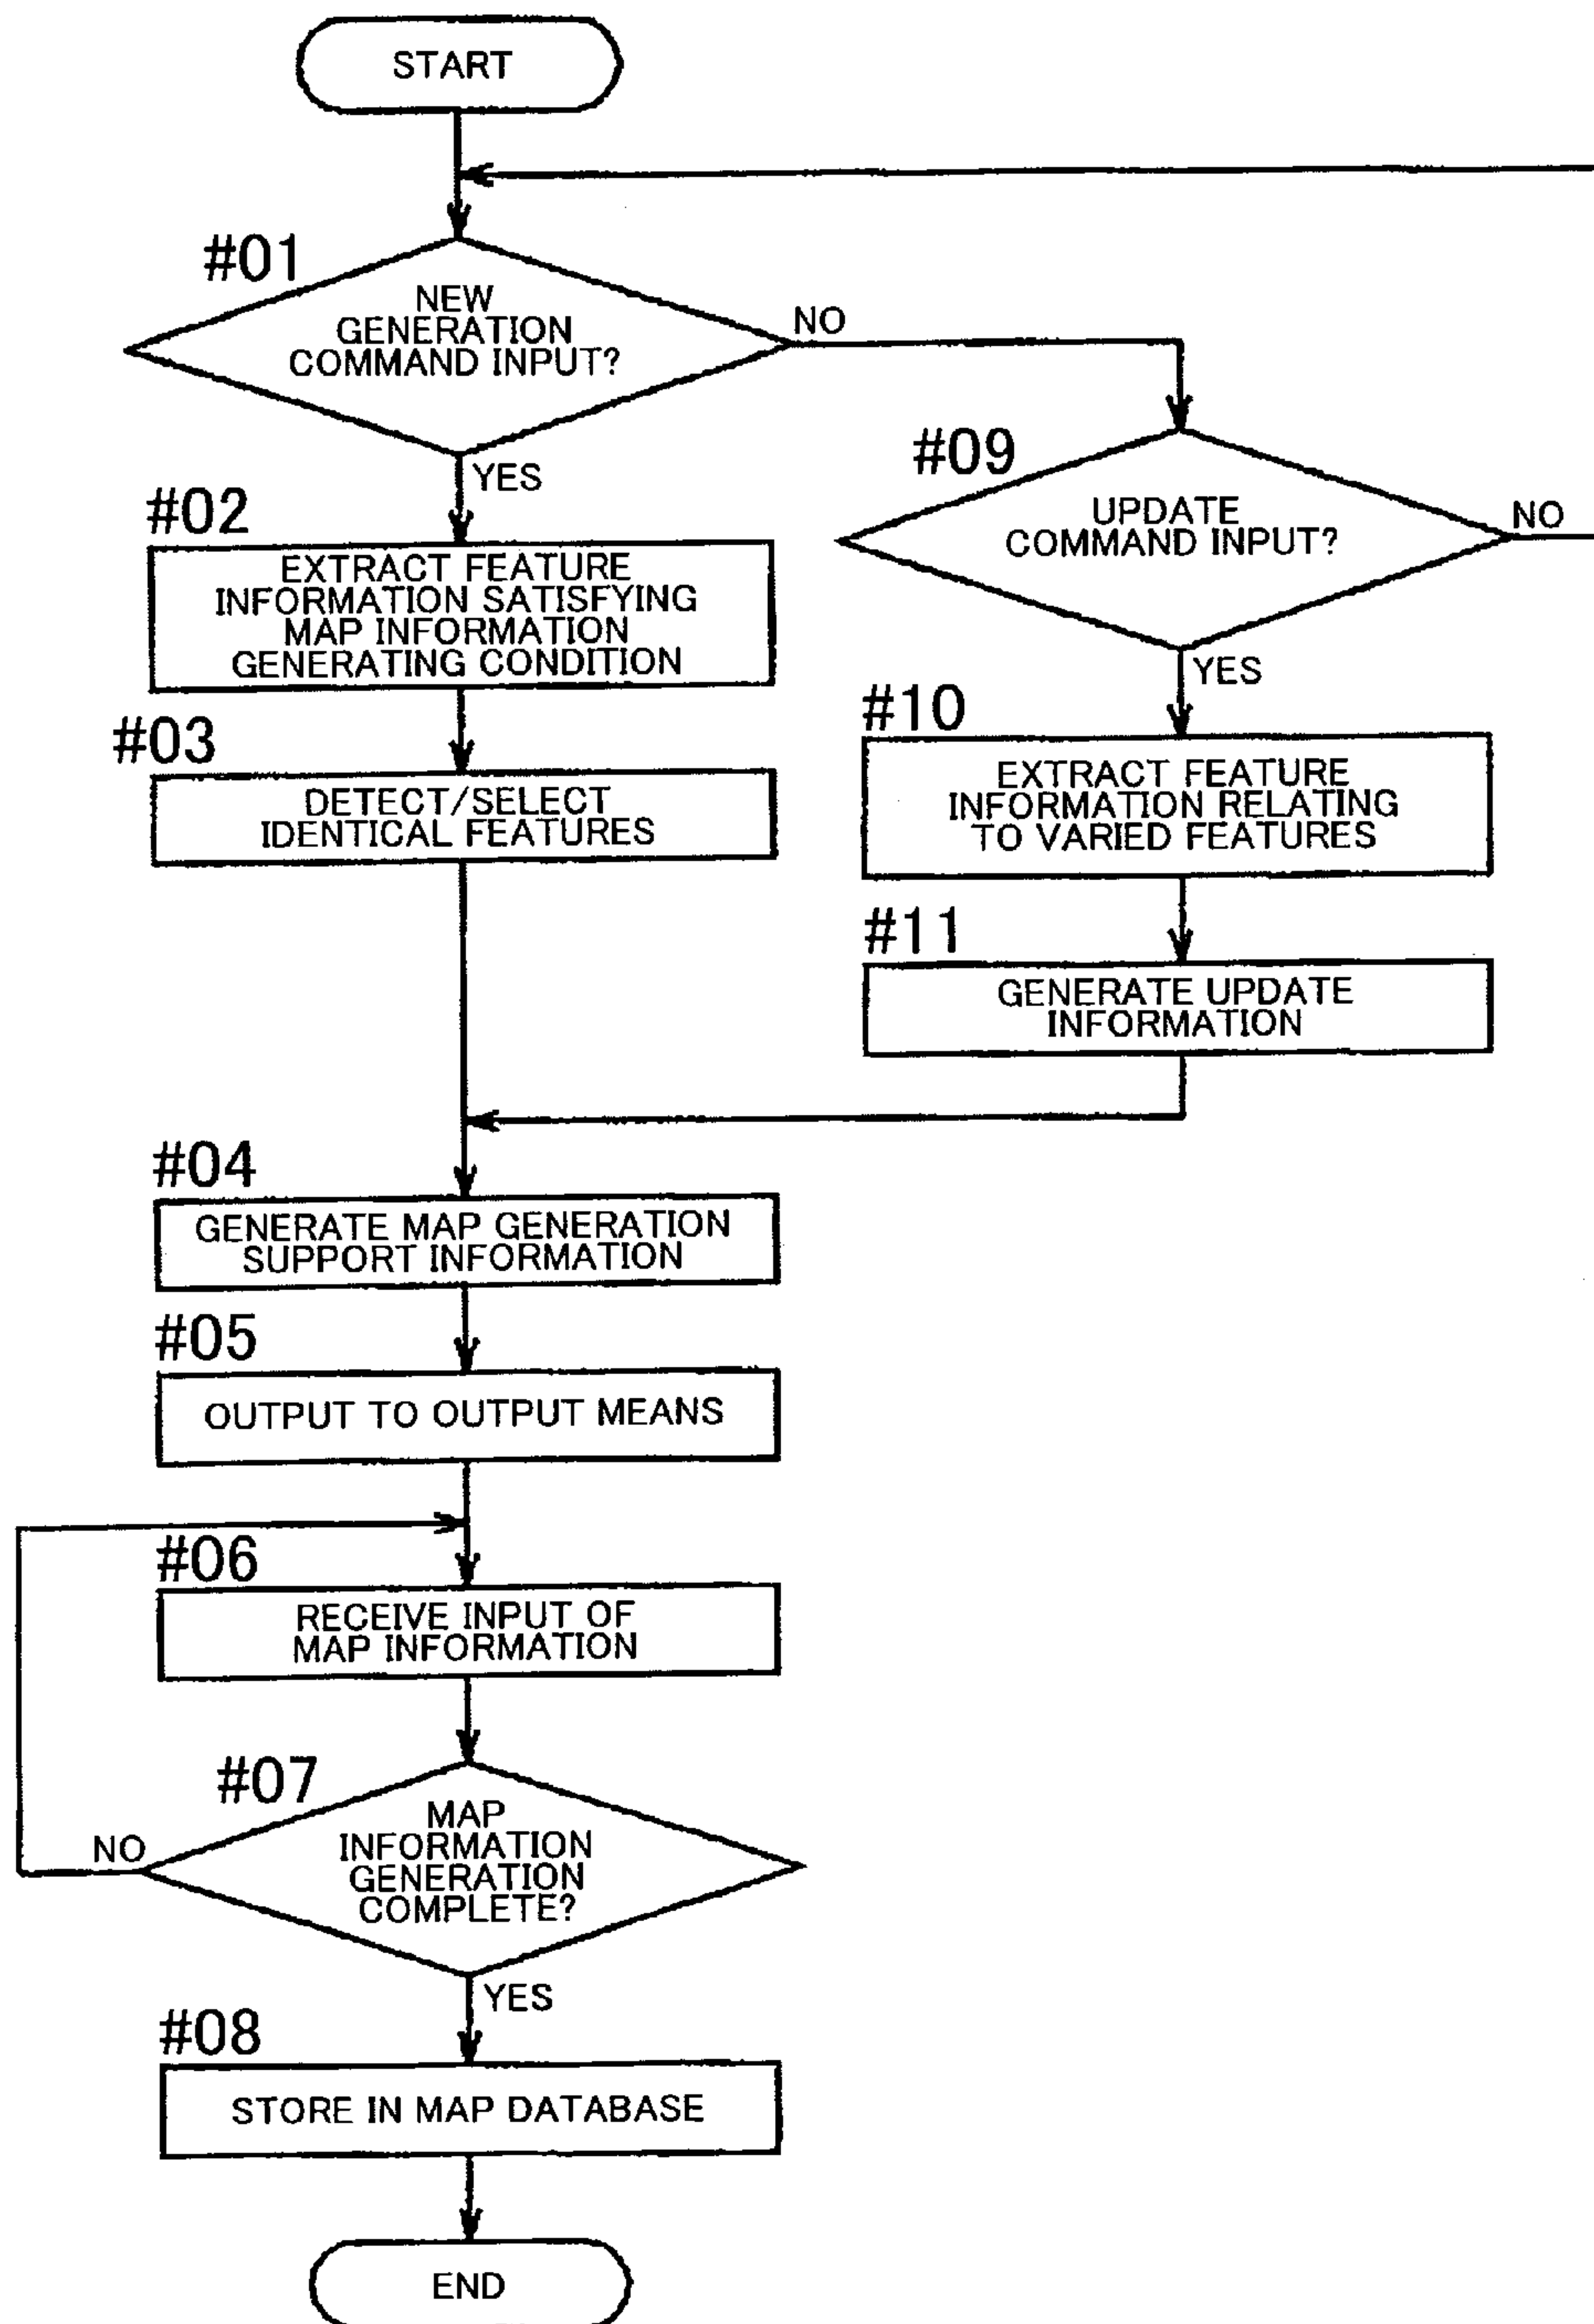 START
#01
NEW
GENERATION
COMMAND INPUT?
NO
YES
#09
UPDATE
COMMAND INPUT?
NO
YES
#02
EXTRACT FEATURE
INFORMATION SATISFYING
MAP INFORMATION
GENERATING CONDITION
#03
DETECT/SELECT
IDENTICAL FEATURES
#10
EXTRACT FEATURE
INFORMATION RELATING
TO VARIED FEATURES
#11
GENERATE UPDATE
INFORMATION
#04
GENERATE MAP GENERATION
SUPPORT INFORMATION
#05
OUTPUT TO OUTPUT MEANS
#06
RECEIVE INPUT OF
MAP INFORMATION
#07
MAP
INFORMATION
GENERATION
COMPLETE?
NO
YES
#08
STORE IN MAP DATABASE
END